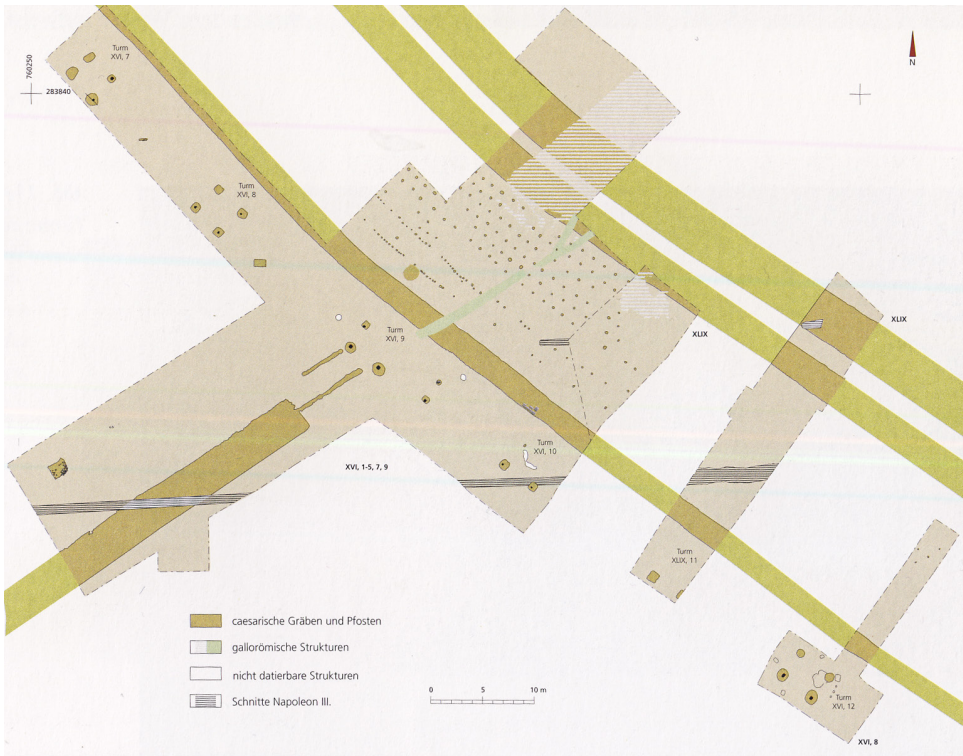 Turm
XVI, 7
760250
283840
N
Turm
XVI, 8
Turm
XVI, 9
XLIX
XLIX
Turm
XVI, 10
XVI, 1-5, 7, 9
Turm
XLIX, 11
caesarische Gräben und Pfosten
gallorömische Strukturen
nicht datierbare Strukturen
Schnitte Napoleon III.
0 5 10 m
Turm
XVI, 12
XVI, 8